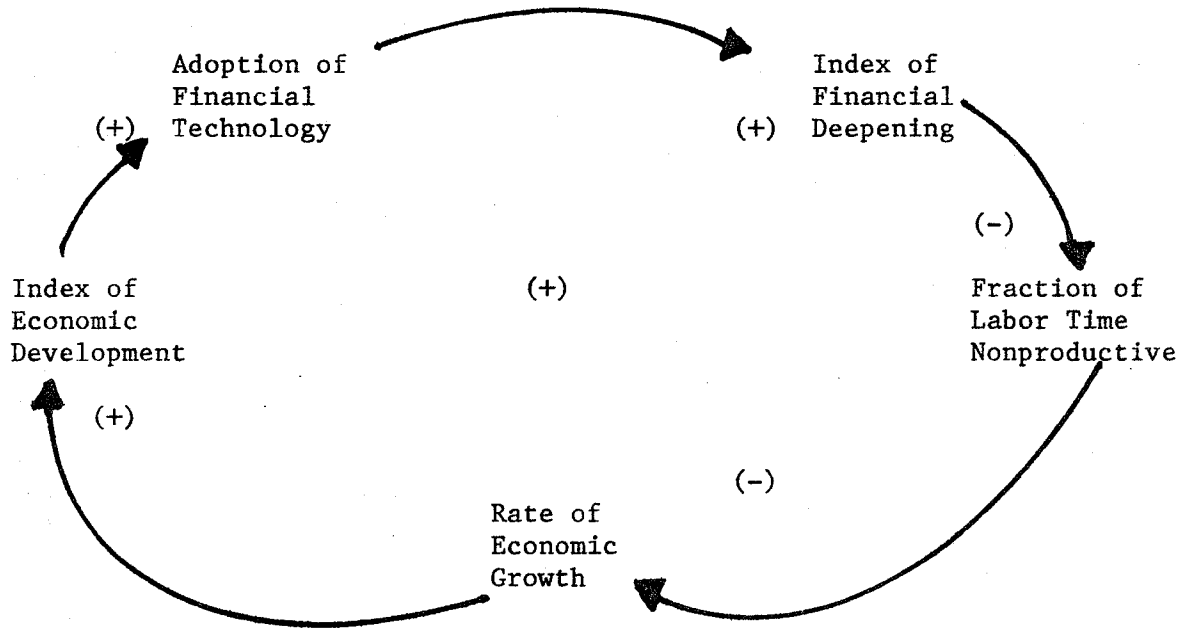 Adoption of
Financial
Technology
(+)
Index of
Financial
Deepening
(+)
(-)
Fraction of
Labor Time
Nonproductive
(-)
Rate of
Economic
Growth
(+)
Index of
Economic
Development
(+)
(+)